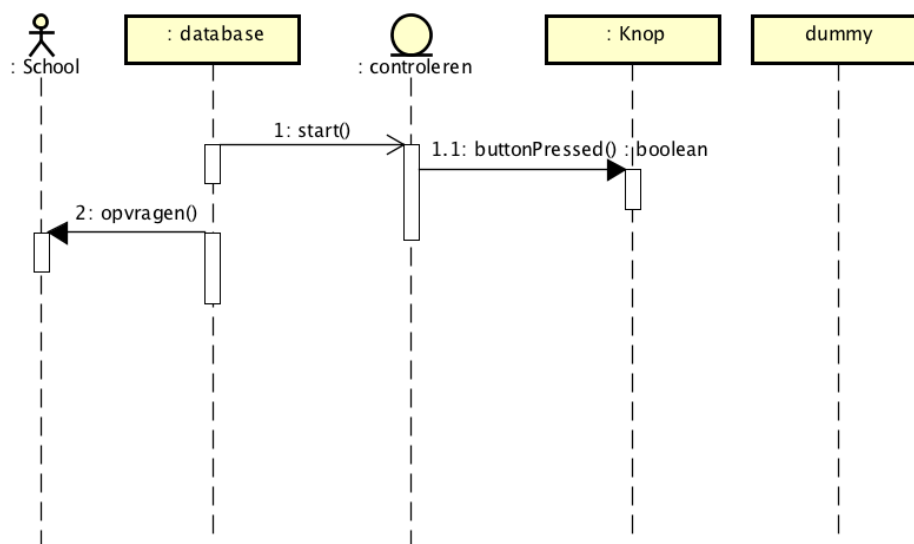 : School
: database
: controleren
: Knop
dummy
1: start()
1.1: buttonPressed() : boolean
2: opvragen()